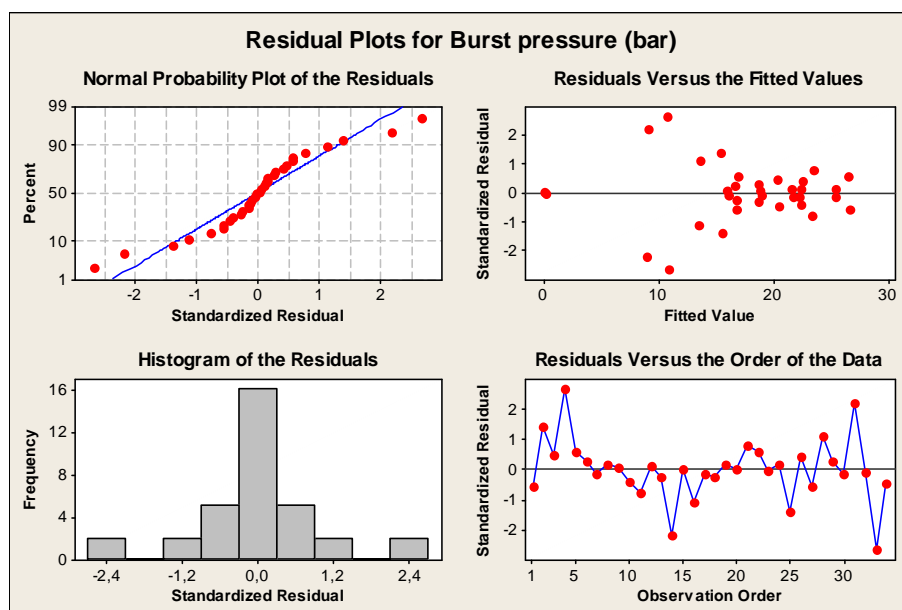 Residual Plots for Burst pressure (bar)
Normal Probability Plot of the Residuals
99
90
50
10
1
Percent
-2 -1 0 1 2
Standardized Residual
Residuals Versus the Fitted Values
2
1
0
-1
-2
Standardized Residual
0 10 20 30
Fitted Value
Histogram of the Residuals
16
12
8
4
0
Frequency
-2,4 -1,2 0,0 1,2 2,4
Standardized Residual
Residuals Versus the Order of the Data
2
1
0
-1
-2
Standardized Residual
1 5 10 15 20 25 30
Observation Order